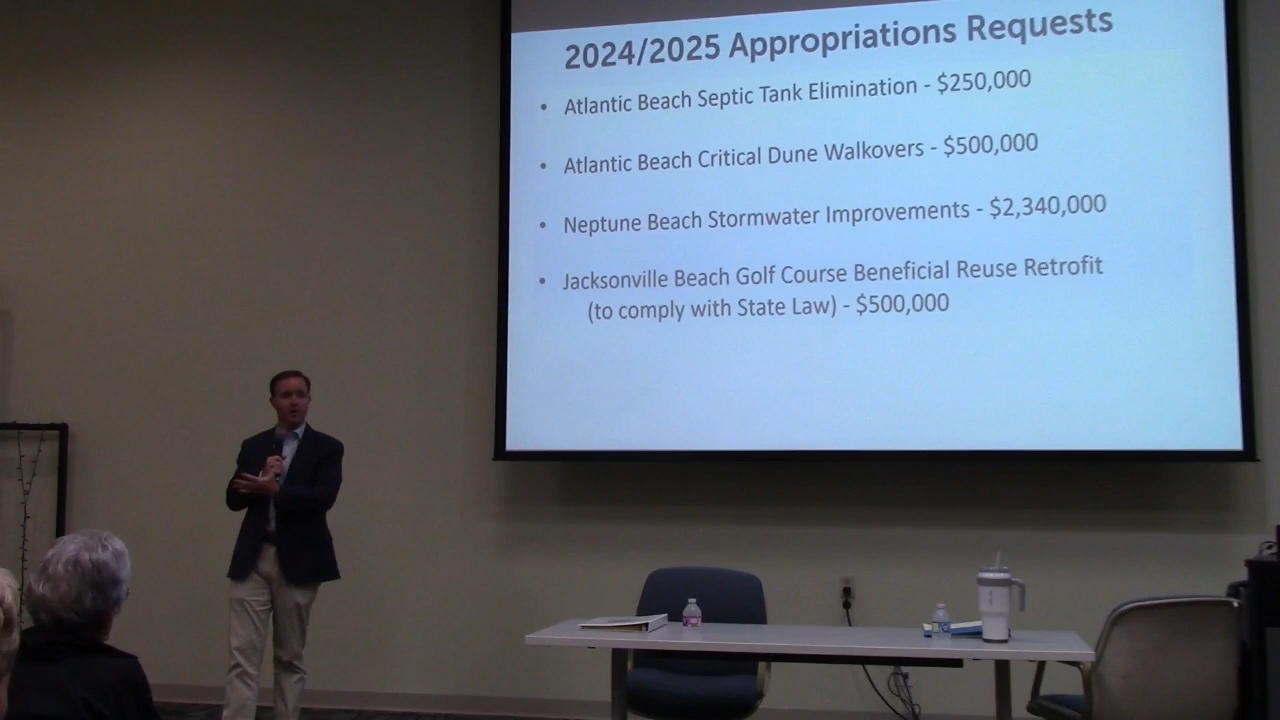 2024/2025 Appropriations Requests
• Atlantic Beach Septic Tank Elimination - $250,000
• Atlantic Beach Critical Dune Walkovers - $500,000
• Neptune Beach Stormwater Improvements - $2,340,000
• Jacksonville Beach Golf Course Beneficial Reuse Retrofit
(to comply with State Law) - $500,000